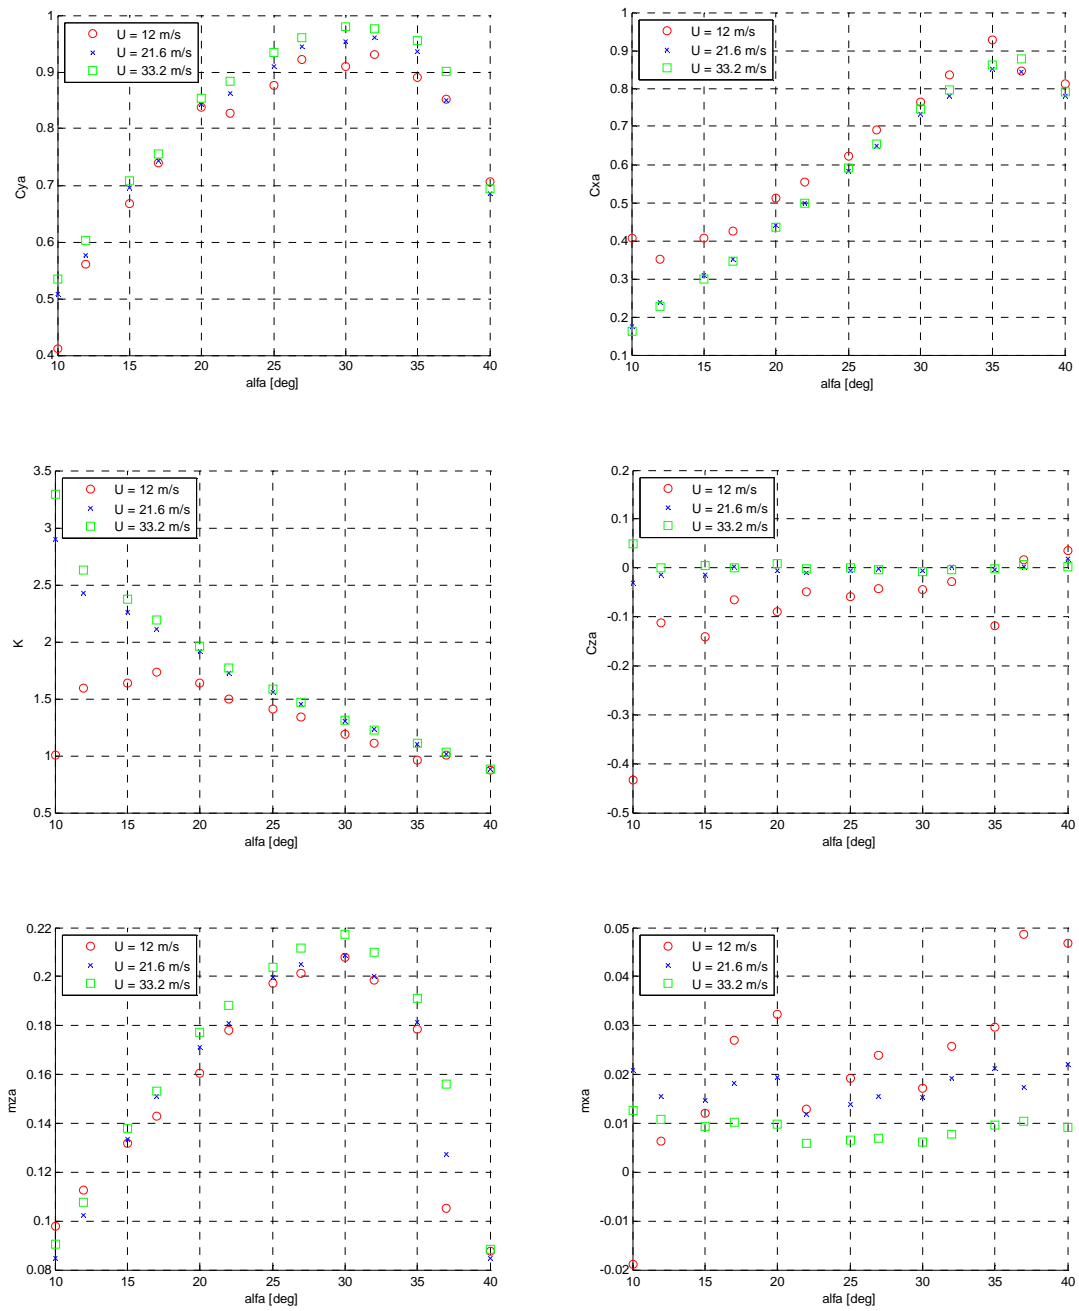 1
0.9
0.8
0.7
0.6
0.5
0.4
Cya
U = 12 m/s
U = 21.6 m/s
U = 33.2 m/s
10 15 20 25 30 35 40
alfa [deg]
1
0.9
0.8
0.7
0.6
0.5
0.4
0.3
0.2
0.1
Cxa
U = 12 m/s
U = 21.6 m/s
U = 33.2 m/s
10 15 20 25 30 35 40
alfa [deg]
3.5
3
2.5
2
1.5
1
0.5
K
U = 12 m/s
U = 21.6 m/s
U = 33.2 m/s
10 15 20 25 30 35 40
alfa [deg]
0.2
0.1
0
-0.1
-0.2
-0.3
-0.4
-0.5
Cza
U = 12 m/s
U = 21.6 m/s
U = 33.2 m/s
10 15 20 25 30 35 40
alfa [deg]
0.22
0.2
0.18
0.16
0.14
0.12
0.1
0.08
mza
U = 12 m/s
U = 21.6 m/s
U = 33.2 m/s
10 15 20 25 30 35 40
alfa [deg]
0.05
0.04
0.03
0.02
0.01
0
-0.01
-0.02
mxa
U = 12 m/s
U = 21.6 m/s
U = 33.2 m/s
10 15 20 25 30 35 40
alfa [deg]